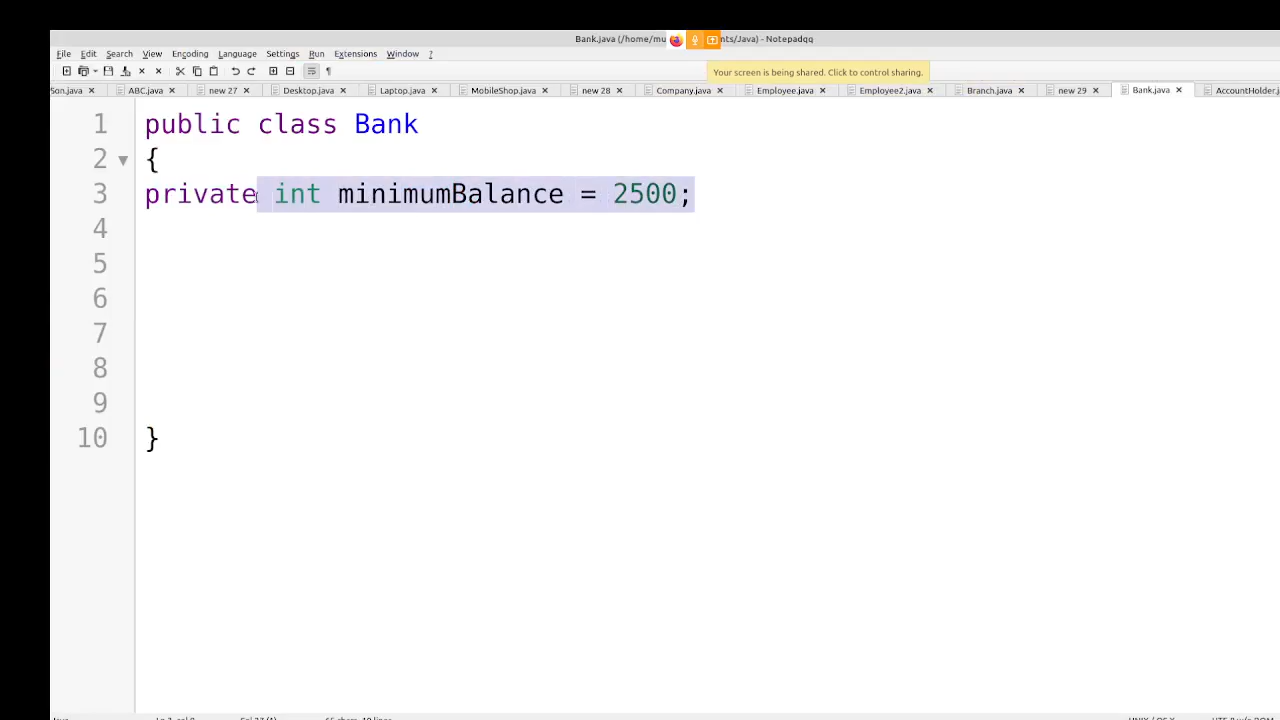 Bank.java (/home/mu nts/Java) - Notepadqq
File Edit Search View Encoding Language Settings Run Extensions Window ?
Your screen is being shared. Click to control sharing.
son.java ABC.java new 27 Desktop.java Laptop.java MobileShop.java new 28 Company.java Employee.java Employee2.java Branch.java new 29 Bank.java AccountHolder.j
1 public class Bank
2 {
3 private int minimumBalance = 2500;
4
5
6
7
8
9
10 }